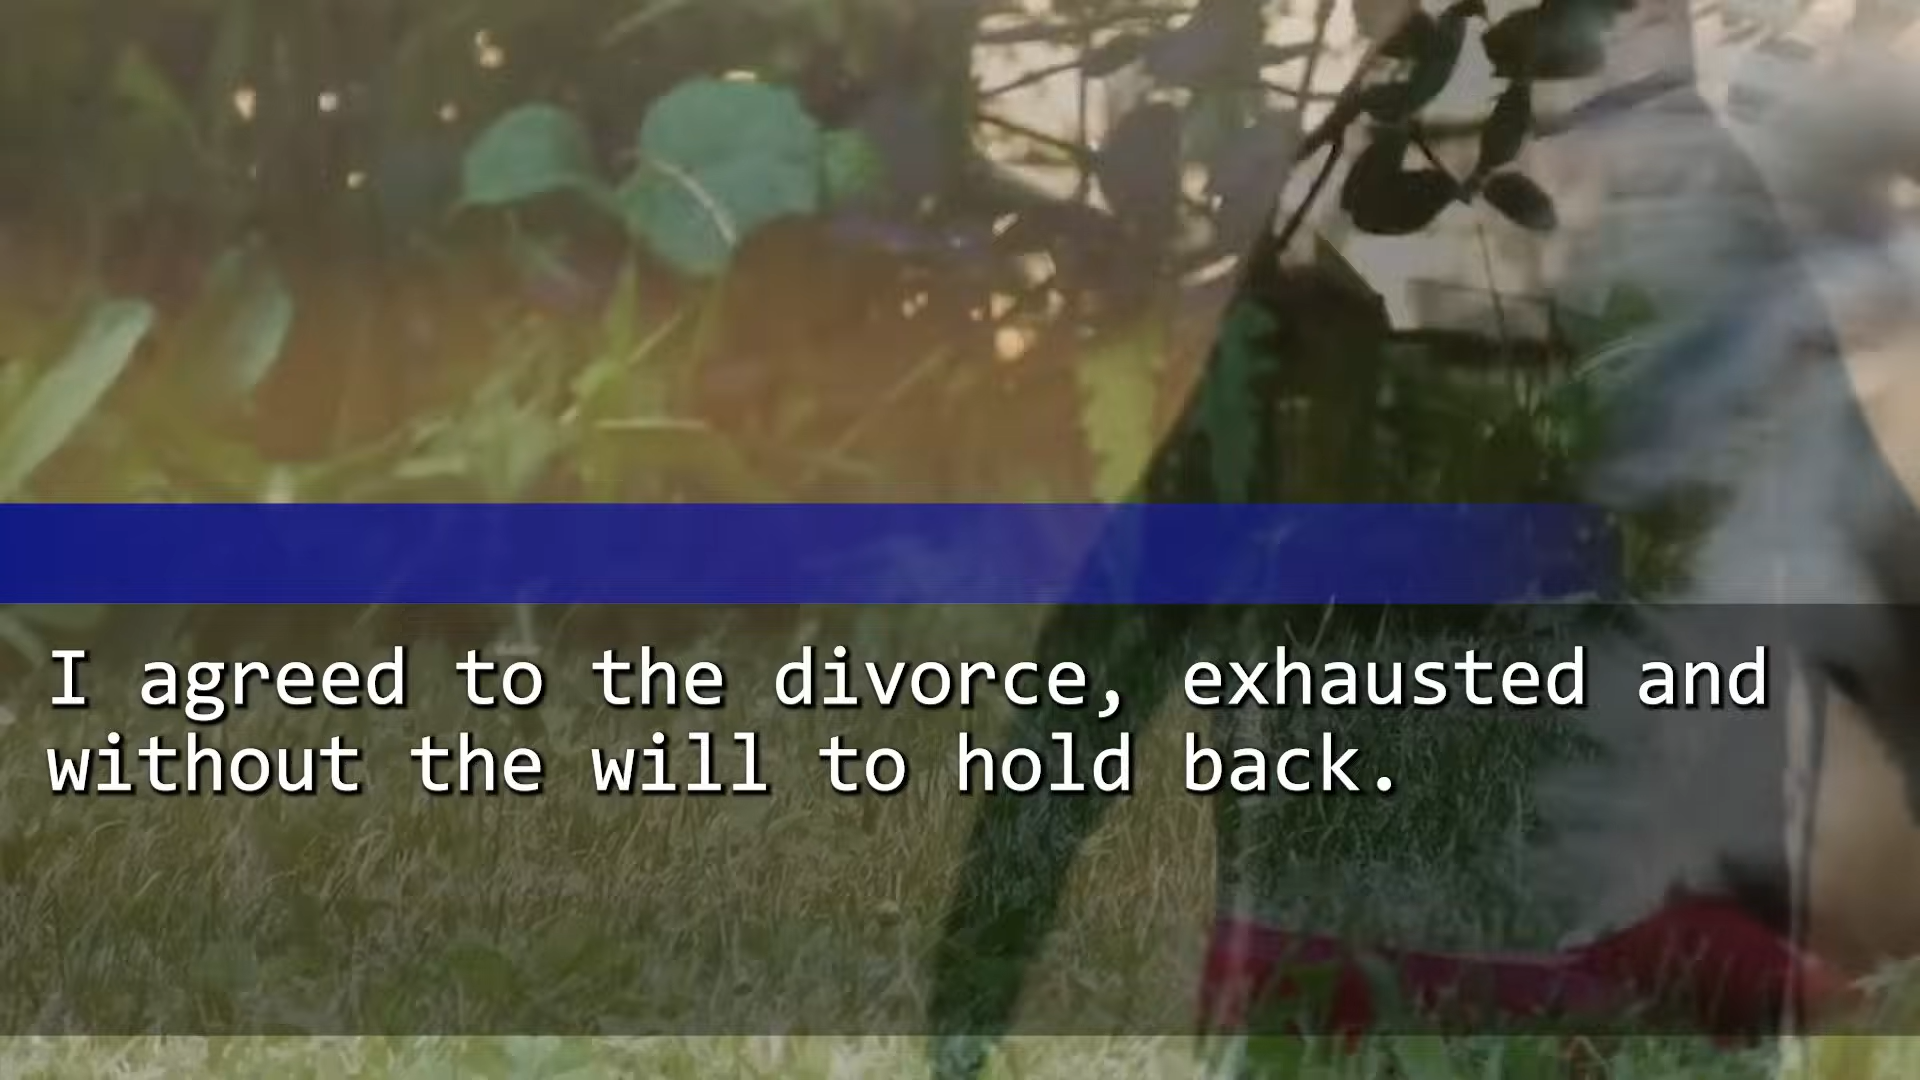 I agreed to the divorce, exhausted and
without the will to hold back.